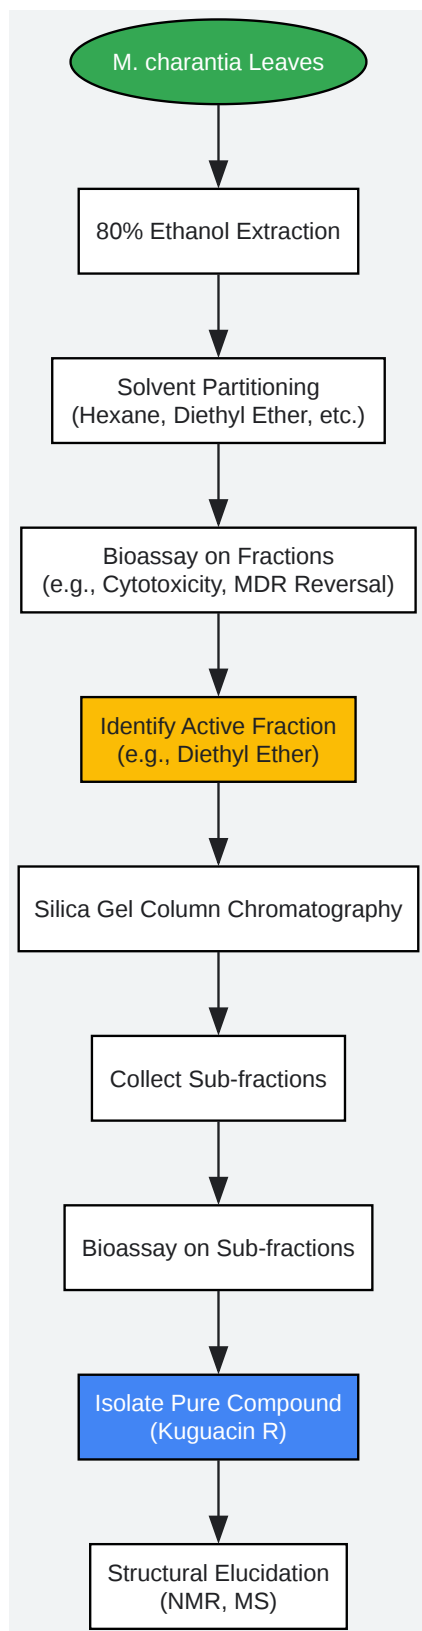 M. charantia Leaves
80% Ethanol Extraction
Solvent Partitioning
(Hexane, Diethyl Ether, etc.)
Bioassay on Fractions
(e.g., Cytotoxicity, MDR Reversal)
Identify Active Fraction
(e.g., Diethyl Ether)
Silica Gel Column Chromatography
Collect Sub-fractions
Bioassay on Sub-fractions
Isolate Pure Compound
(Kuguacin R)
Structural Elucidation
(NMR, MS)